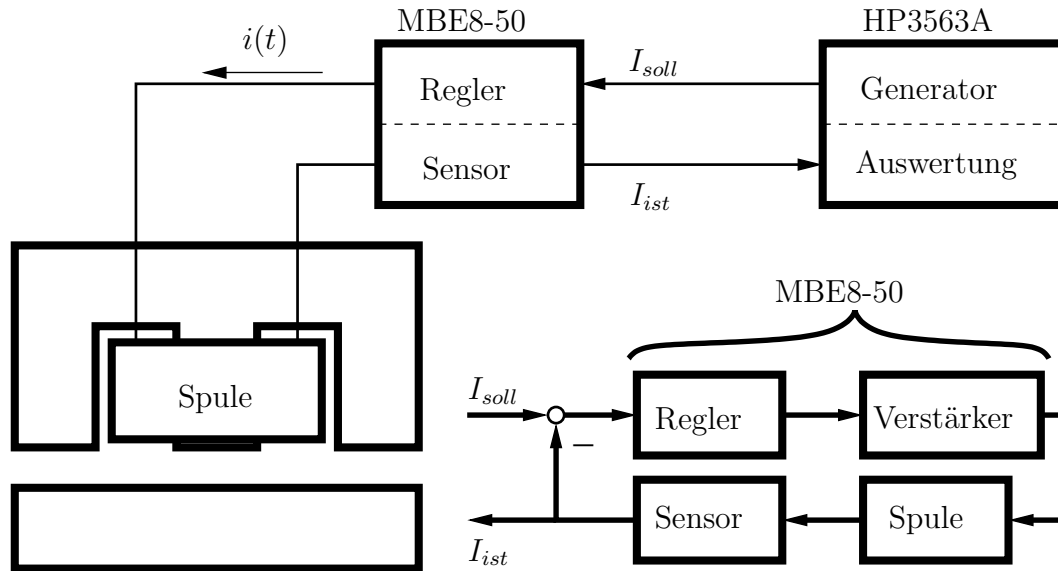 MBE8-50
HP3563A
i(t)
I_soll
Regler
Generator
Sensor
Auswertung
I_ist
MBE8-50
Spule
I_soll
Regler
Verstärker
–
Sensor
Spule
I_ist